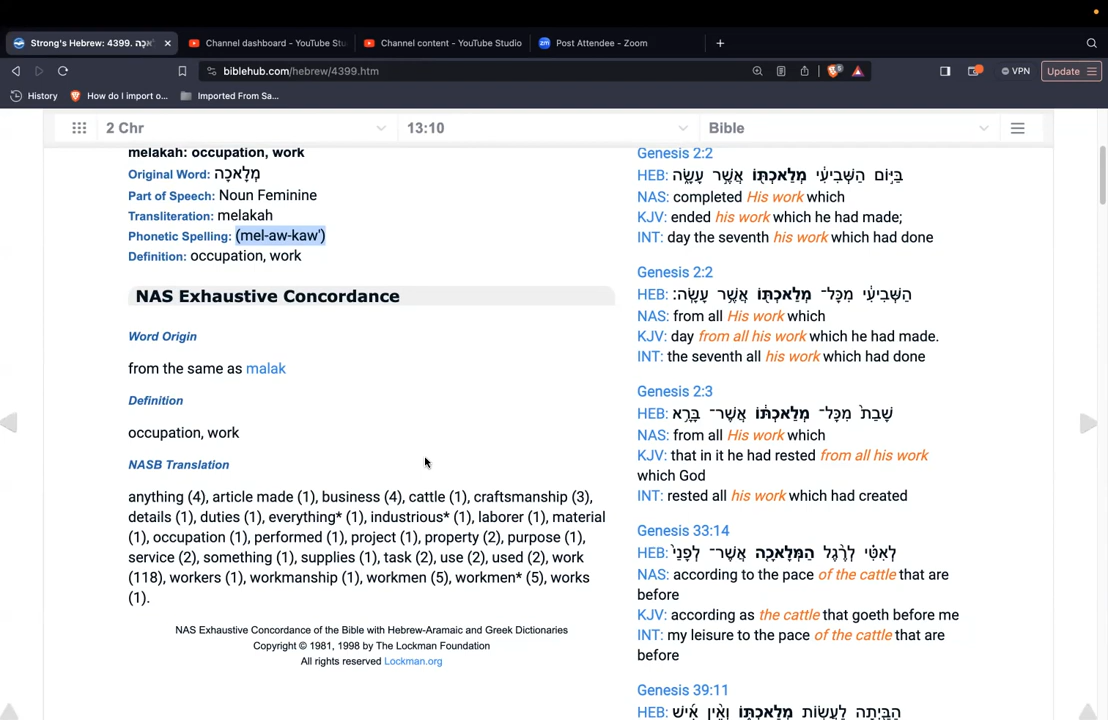 Strong's Hebrew: 4399.
Channel dashboard - YouTube Stu
Channel content - YouTube Studio
Post Attendee - Zoom
biblehub.com/hebrew/4399.htm
VPN
Update
History
How do I import o...
Imported From Sa...
2 Chr
13:10
Bible
melakah: occupation, work
Original Word: מְלָאכָה
Part of Speech: Noun Feminine
Transliteration: melakah
Phonetic Spelling: (mel-aw-kaw')
Definition: occupation, work
NAS Exhaustive Concordance
Word Origin
from the same as malak
Definition
occupation, work
NASB Translation
anything (4), article made (1), business (4), cattle (1), craftsmanship (3),
details (1), duties (1), everything* (1), industrious* (1), laborer (1), material
(1), occupation (1), performed (1), project (1), property (2), purpose (1),
service (2), something (1), supplies (1), task (2), use (2), used (2), work
(118), workers (1), workmanship (1), workmen (5), workmen* (5), works
(1).
NAS Exhaustive Concordance of the Bible with Hebrew-Aramaic and Greek Dictionaries
Copyright © 1981, 1998 by The Lockman Foundation
All rights reserved Lockman.org
Genesis 2:2
HEB: בַּיּ֣וֹם הַשְּׁבִיעִ֔י מְלַאכְתּ֖וֹ אֲשֶׁ֣ר עָשָׂ֑ה
NAS: completed His work which
KJV: ended his work which he had made;
INT: day the seventh his work which had done
Genesis 2:2
HEB: הַשְּׁבִיעִ֔י מִכָּל־ מְלַאכְתּ֖וֹ אֲשֶׁ֥ר עָשָֽׂה׃
NAS: from all His work which
KJV: day from all his work which he had made.
INT: the seventh all his work which had done
Genesis 2:3
HEB: שָׁבַת֙ מִכָּל־ מְלַאכְתּ֔וֹ אֲשֶׁר־ בָּרָ֥א
NAS: from all His work which
KJV: that in it he had rested from all his work
which God
INT: rested all his work which had created
Genesis 33:14
HEB: לְאִטִּ֗י לְרֶ֨גֶל הַמְּלָאכָ֤ה אֲשֶׁר־ לְפָנַי֙
NAS: according to the pace of the cattle that are
before
KJV: according as the cattle that goeth before me
INT: my leisure to the pace of the cattle that are
before
Genesis 39:11
HEB: הַבַּ֖יְתָה לַעֲשׂ֣וֹת מְלַאכְתּ֑וֹ וְאֵ֨ין אִ֜ישׁ